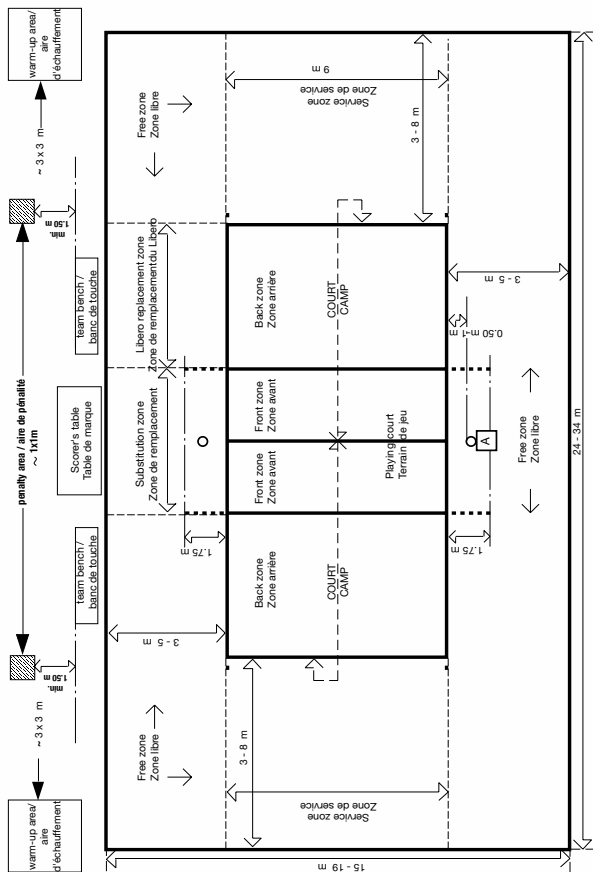 warm-up area/
aire
d'échauffement
~ 3 x 3 m
min.
1.50 m
team bench /
banc de touche
penalty area / aire de pénalité
~ 1x1m
Scorer's table
Table de marque
team bench /
banc de touche
min.
1.50 m
~ 3 x 3 m
warm-up area/
aire
d'échauffement
Free zone
Zone libre
Libero replacement zone
Zone de remplacement du Libero
Substitution zone
Zone de remplacement
1.75 m
3 - 5 m
Free zone
Zone libre
9 m
Service zone
Zone de service
3 - 8 m
Back zone
Zone arrière
COURT
CAMP
Front zone
Zone avant
Front zone
Zone avant
Playing court
Terrain de jeu
Back zone
Zone arrière
COURT
CAMP
3 - 8 m
Service zone
Zone de service
3 - 5 m
0.50 m-1 m
A
1.75 m
Free zone
Zone libre
24 - 34 m
15 - 19 m